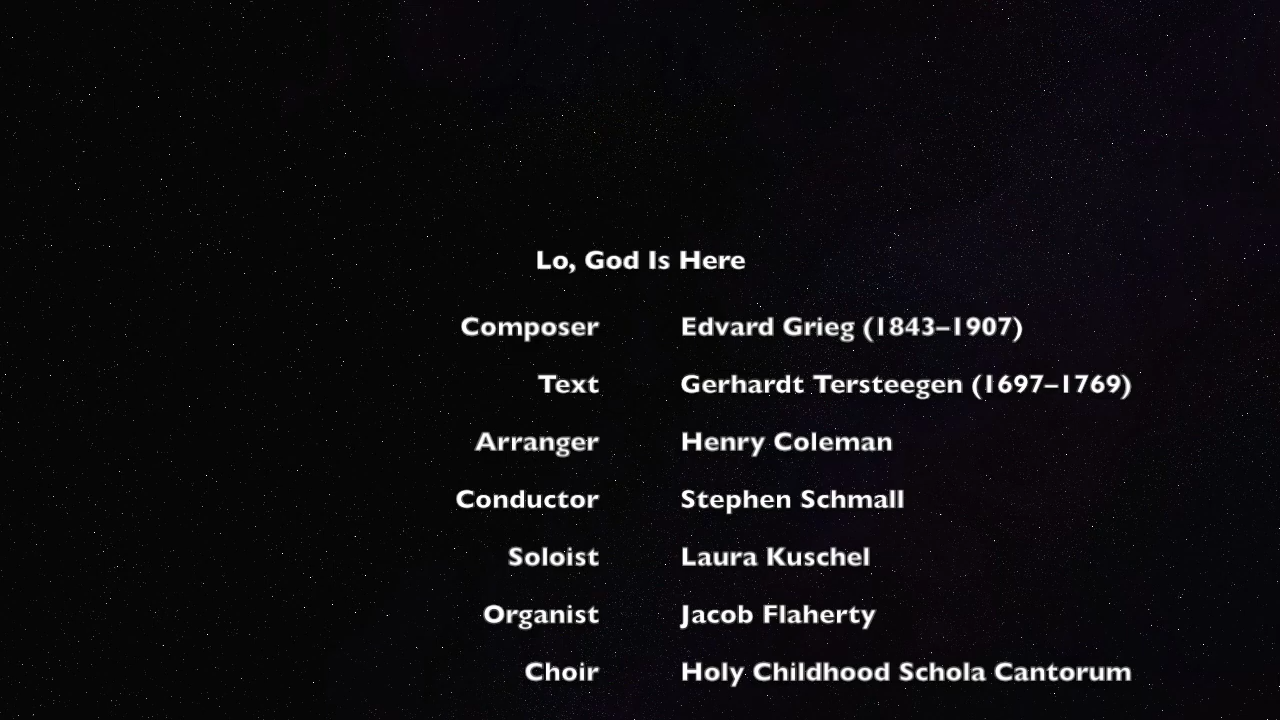 Lo, God Is Here
Composer Edvard Grieg (1843–1907)
Text Gerhardt Tersteegen (1697–1769)
Arranger Henry Coleman
Conductor Stephen Schmall
Soloist Laura Kuschel
Organist Jacob Flaherty
Choir Holy Childhood Schola Cantorum